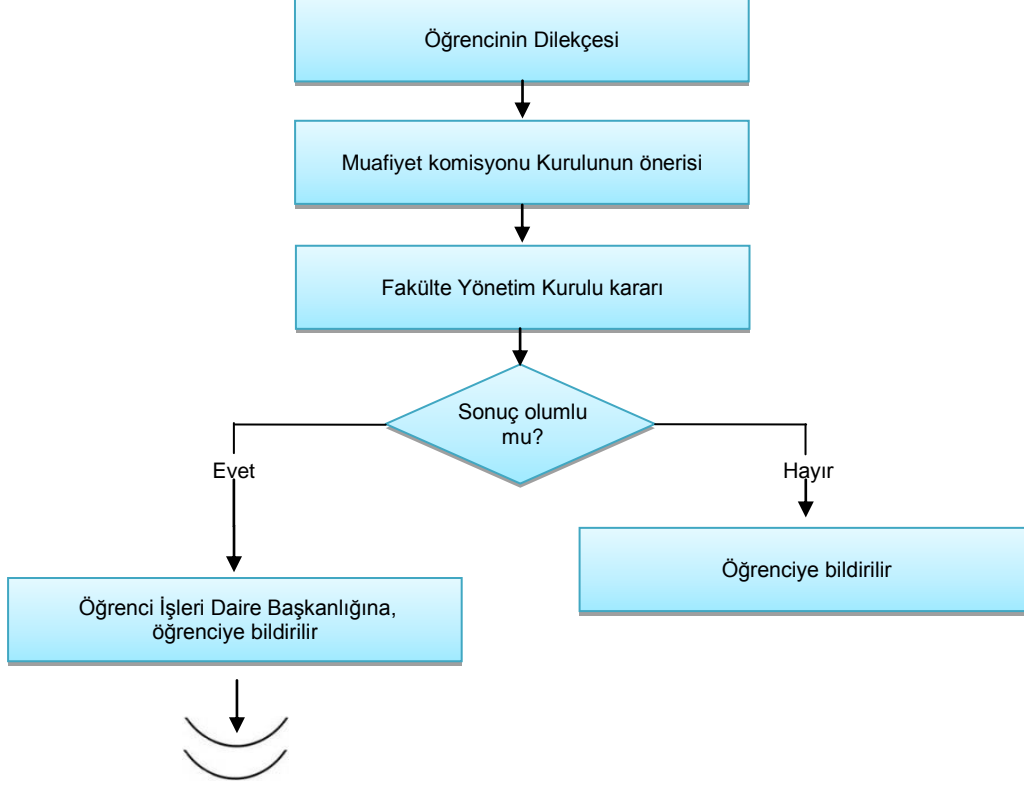 Öğrencinin Dilekçesi
Muafiyet komisyonu Kurulunun önerisi
Fakülte Yönetim Kurulu kararı
Sonuç olumlu
mu?
Evet
Hayır
Öğrenciye bildirilir
Öğrenci İşleri Daire Başkanlığına,
öğrenciye bildirilir